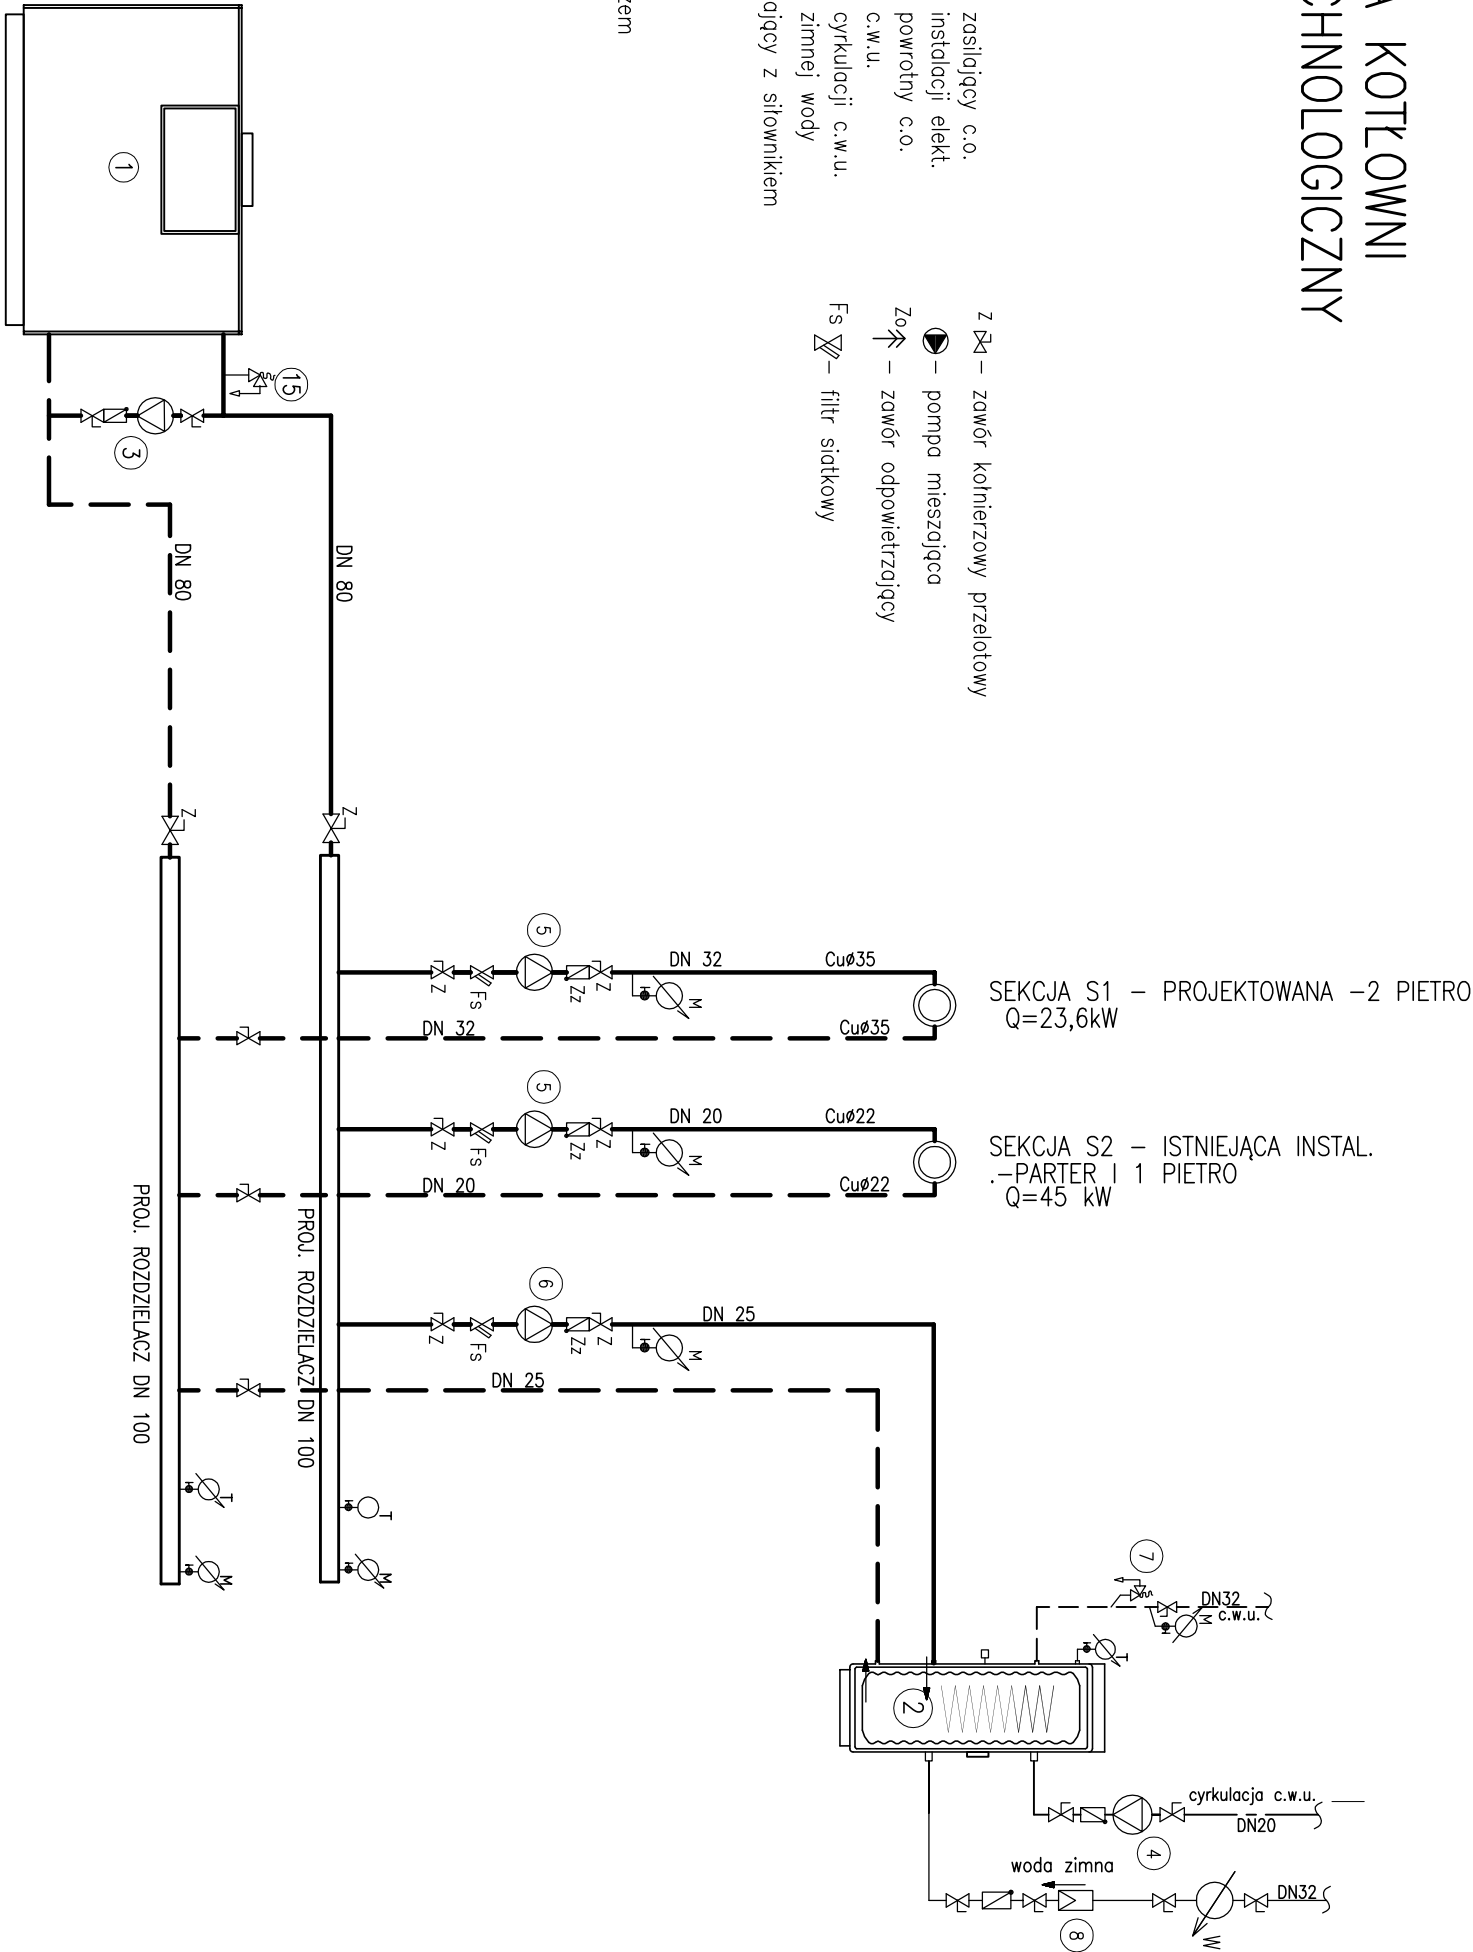 A KOTŁOWNI
CHNOLOGICZNY
zasilający c.o.
instalacji elekt.
powrotny c.o.
c.w.u.
cyrkulacji c.w.u.
zimnej wody
ający z siłownikiem
zem
Z – zawór kołnierzowy przelotowy
– pompa mieszająca
Zo – zawór odpowietrzający
Fs – filtr siatkowy
1
15
3
DN 80
DN 80
Z
Z
5
DN 32
CuØ35
Z
Fs
Zz
Z
M
DN 32
CuØ35
SEKCJA S1 – PROJEKTOWANA –2 PIETRO
Q=23,6kW
5
DN 20
CuØ22
Z
Fs
Zz
Z
M
DN 20
CuØ22
SEKCJA S2 – ISTNIEJĄCA INSTAL.
.–PARTER I 1 PIETRO
Q=45 kW
6
DN 25
Z
Fs
Zz
Z
M
DN 25
PROJ. ROZDZIELACZ DN 100
PROJ. ROZDZIELACZ DN 100
T
M
T
M
7
DN32
c.w.u.
M
T
2
cyrkulacja c.w.u.
DN20
4
woda zimna
DN32
8
W